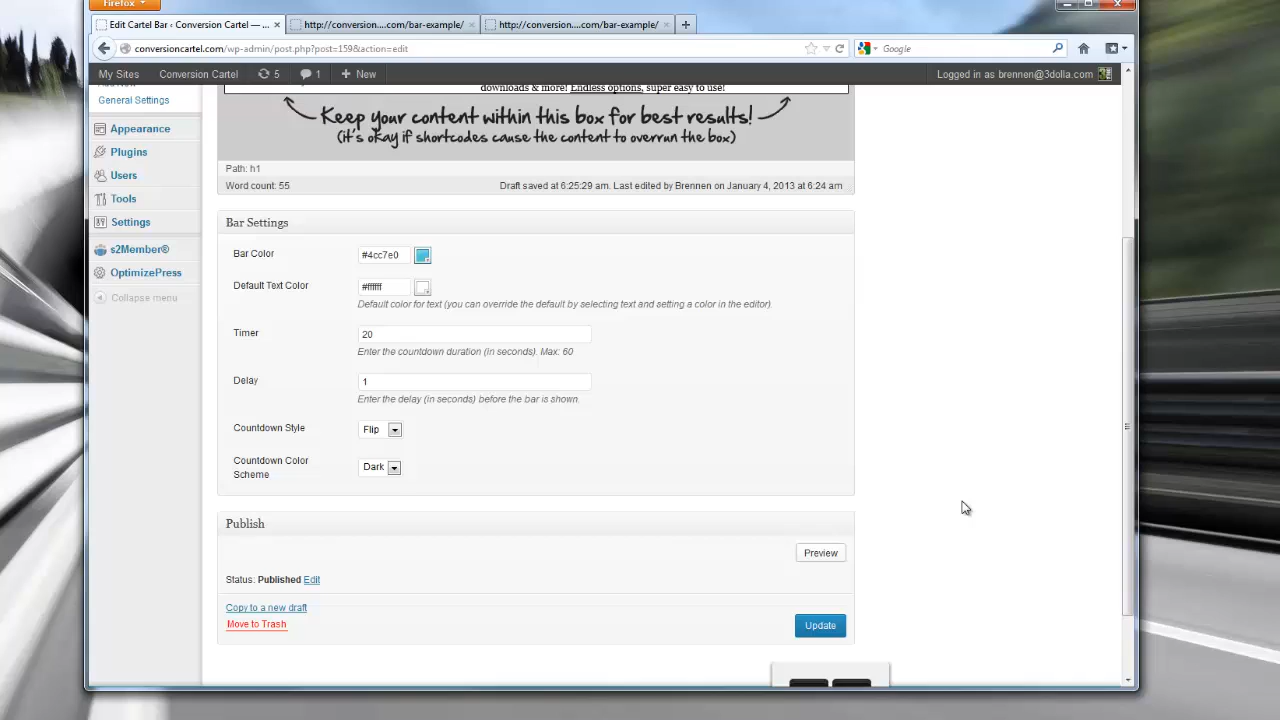 Firefox
Edit Cartel Bar ‹ Conversion Cartel — ...
http://conversion....com/bar-example/
http://conversion....com/bar-example/
conversioncartel.com/wp-admin/post.php?post=159&action=edit
Google
My Sites
Conversion Cartel
5
1
New
Logged in as brennen@3dolla.com
General Settings
Appearance
Plugins
Users
Tools
Settings
s2Member®
OptimizePress
Collapse menu
downloads & more! Endless options, super easy to use!
Keep your content within this box for best results!
(it's okay if shortcodes cause the content to overrun the box)
Path: h1
Word count: 55
Draft saved at 6:25:29 am. Last edited by Brennen on January 4, 2013 at 6:24 am
Bar Settings
Bar Color
#4cc7e0
Default Text Color
#ffffff
Default color for text (you can override the default by selecting text and setting a color in the editor)
Timer
20
Enter the countdown duration (in seconds). Max: 60
Delay
1
Enter the delay (in seconds) before the bar is shown.
Countdown Style
Flip
Countdown Color
Scheme
Dark
Publish
Preview
Status: Published Edit
Copy to a new draft
Move to Trash
Update